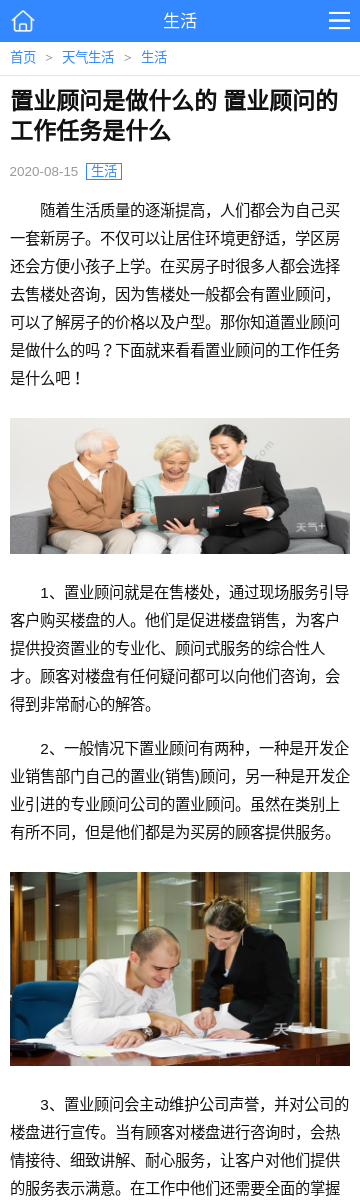 生活
首页 > 天气生活 > 生活
置业顾问是做什么的 置业顾问的
工作任务是什么
2020-08-15 生活
随着生活质量的逐渐提高，人们都会为自己买
一套新房子。不仅可以让居住环境更舒适，学区房
还会方便小孩子上学。在买房子时很多人都会选择
去售楼处咨询，因为售楼处一般都会有置业顾问，
可以了解房子的价格以及户型。那你知道置业顾问
是做什么的吗？下面就来看看置业顾问的工作任务
是什么吧！
天气+
1、置业顾问就是在售楼处，通过现场服务引导
客户购买楼盘的人。他们是促进楼盘销售，为客户
提供投资置业的专业化、顾问式服务的综合性人
才。顾客对楼盘有任何疑问都可以向他们咨询，会
得到非常耐心的解答。
2、一般情况下置业顾问有两种，一种是开发企
业销售部门自己的置业(销售)顾问，另一种是开发企
业引进的专业顾问公司的置业顾问。虽然在类别上
有所不同，但是他们都是为买房的顾客提供服务。
天气+
3、置业顾问会主动维护公司声誉，并对公司的
楼盘进行宣传。当有顾客对楼盘进行咨询时，会热
情接待、细致讲解、耐心服务，让客户对他们提供
的服务表示满意。在工作中他们还需要全面的掌握